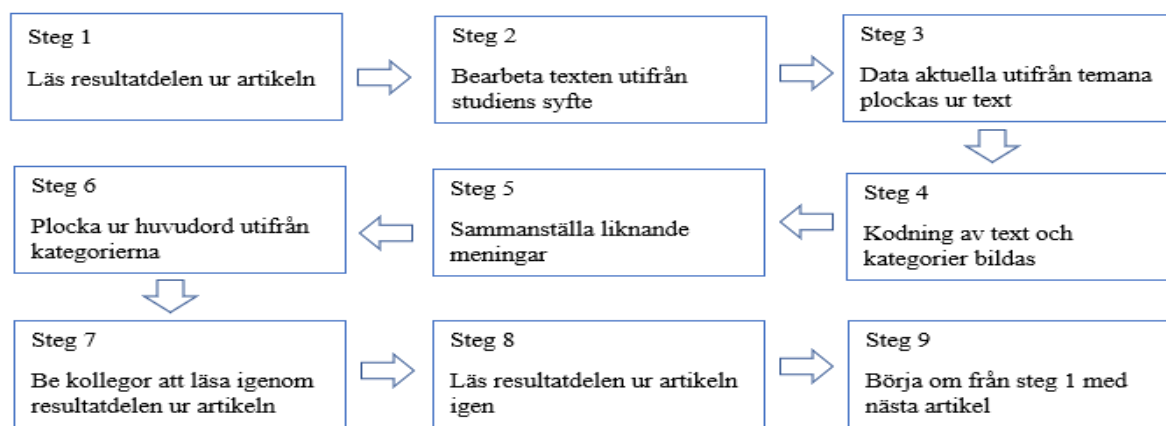 Steg 1
Läs resultatdelen ur artikeln
Steg 2
Bearbeta texten utifrån
studiens syfte
Steg 3
Data aktuella utifrån temana
plockas ur text
Steg 4
Kodning av text och
kategorier bildas
Steg 5
Sammanställa liknande
meningar
Steg 6
Plocka ur huvudord utifrån
kategorierna
Steg 7
Be kollegor att läsa igenom
resultatdelen ur artikeln
Steg 8
Läs resultatdelen ur artikeln
igen
Steg 9
Börja om från steg 1 med
nästa artikel